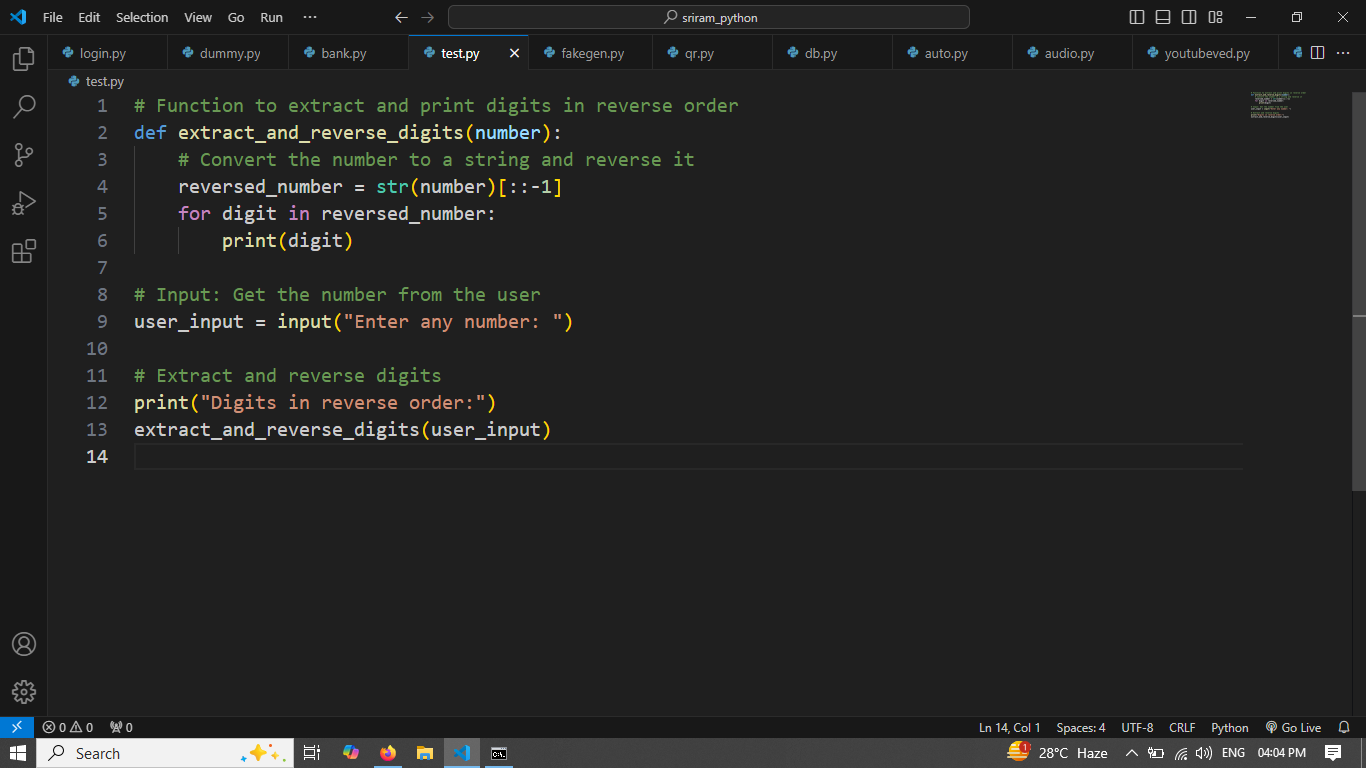 File Edit Selection View Go Run ··· sriram_python
login.py dummy.py bank.py test.py fakegen.py qr.py db.py auto.py audio.py youtubeved.py
test.py
1 # Function to extract and print digits in reverse order
2 def extract_and_reverse_digits(number):
3     # Convert the number to a string and reverse it
4     reversed_number = str(number)[::-1]
5     for digit in reversed_number:
6         print(digit)
7
8 # Input: Get the number from the user
9 user_input = input("Enter any number: ")
10
11 # Extract and reverse digits
12 print("Digits in reverse order:")
13 extract_and_reverse_digits(user_input)
14
0 0 0 Ln 14, Col 1 Spaces: 4 UTF-8 CRLF Python Go Live
Search C:\. 1 28°C Haze ENG 04:04 PM